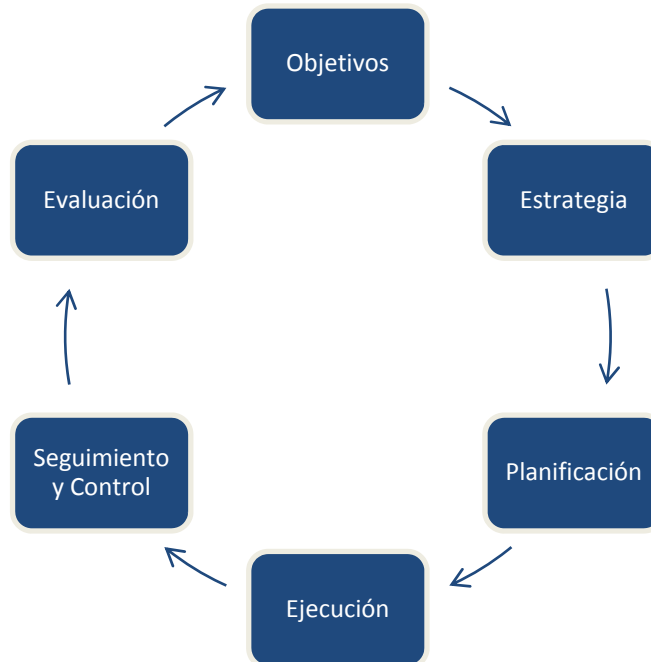 Objetivos
Estrategia
Planificación
Ejecución
Seguimiento
y Control
Evaluación